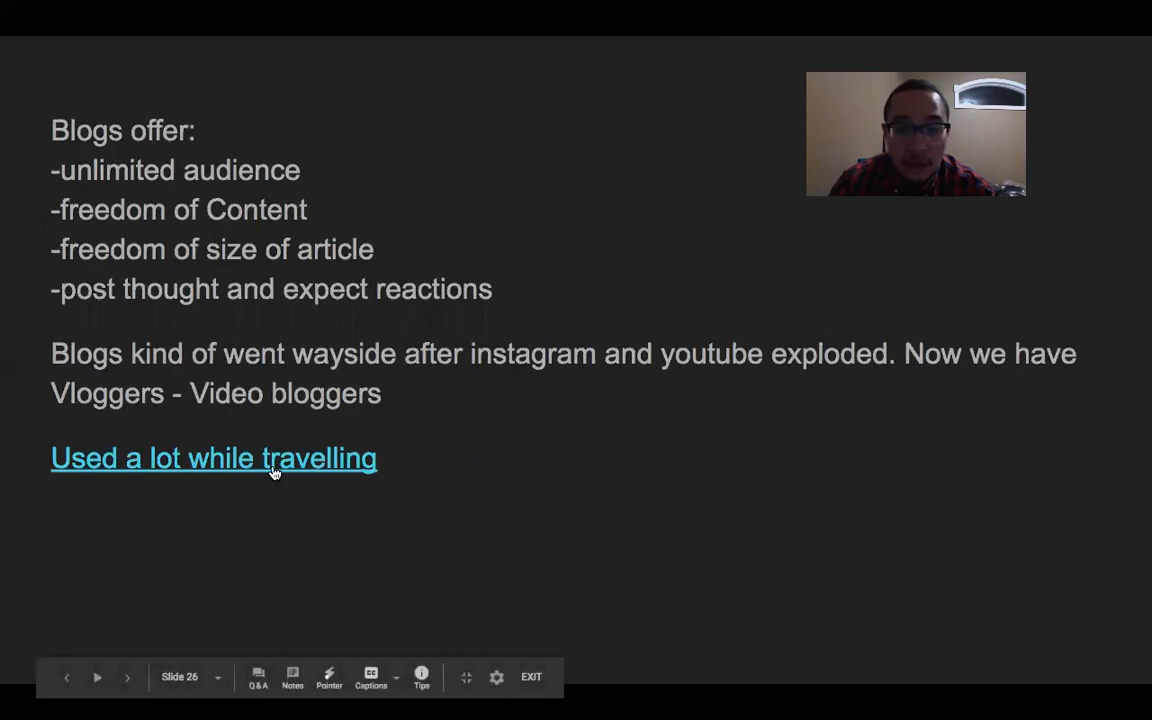 Blogs offer:
-unlimited audience
-freedom of Content
-freedom of size of article
-post thought and expect reactions
Blogs kind of went wayside after instagram and youtube exploded. Now we have
Vloggers - Video bloggers
Used a lot while travelling
Slide 26
Q&A
Notes
Pointer
CC
Captions
Tips
EXIT